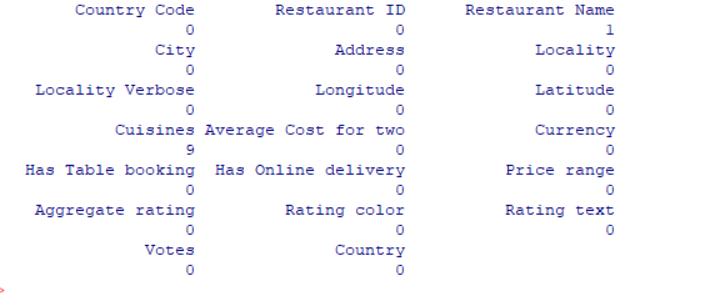 Country Code Restaurant ID Restaurant Name
0 0 1
City Address Locality
0 0 0
Locality Verbose Longitude Latitude
0 0 0
Cuisines Average Cost for two Currency
9 0 0
Has Table booking Has Online delivery Price range
0 0 0
Aggregate rating Rating color Rating text
0 0 0
Votes Country
0 0
>